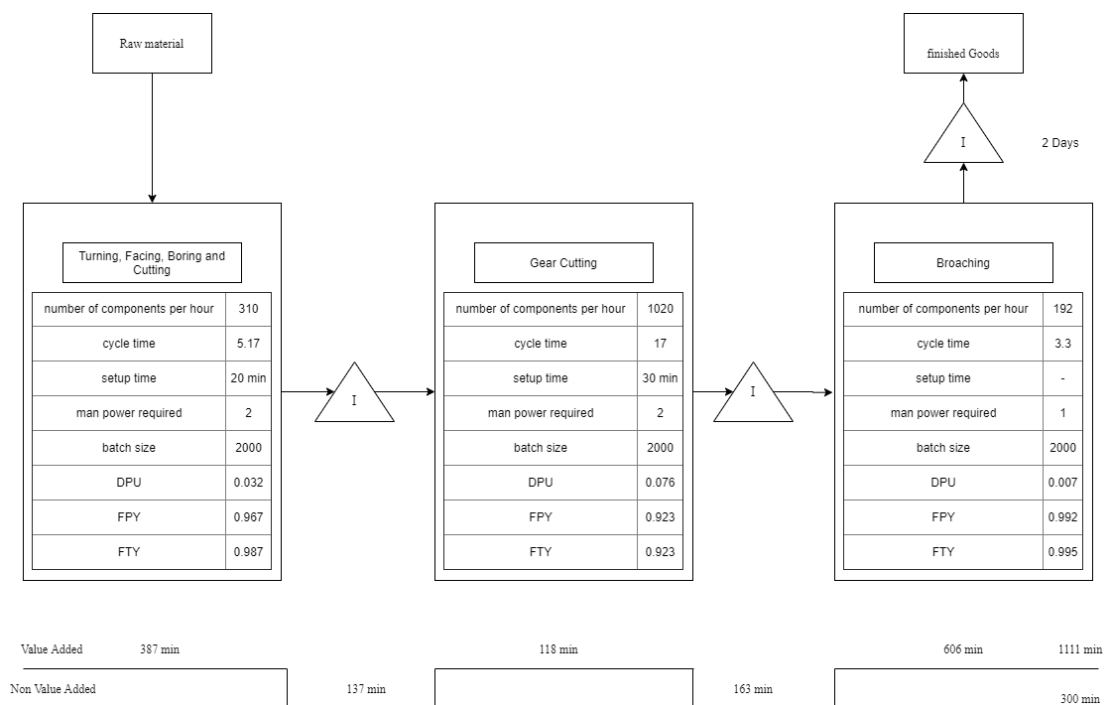 Raw material
finished Goods
I
2 Days
Turning, Facing, Boring and
Cutting
number of components per hour 310
cycle time 5.17
setup time 20 min
man power required 2
batch size 2000
DPU 0.032
FPY 0.967
FTY 0.987
I
Gear Cutting
number of components per hour 1020
cycle time 17
setup time 30 min
man power required 2
batch size 2000
DPU 0.076
FPY 0.923
FTY 0.923
I
Broaching
number of components per hour 192
cycle time 3.3
setup time -
man power required 1
batch size 2000
DPU 0.007
FPY 0.992
FTY 0.995
Value Added 387 min 118 min 606 min 1111 min
Non Value Added 137 min 163 min
300 min